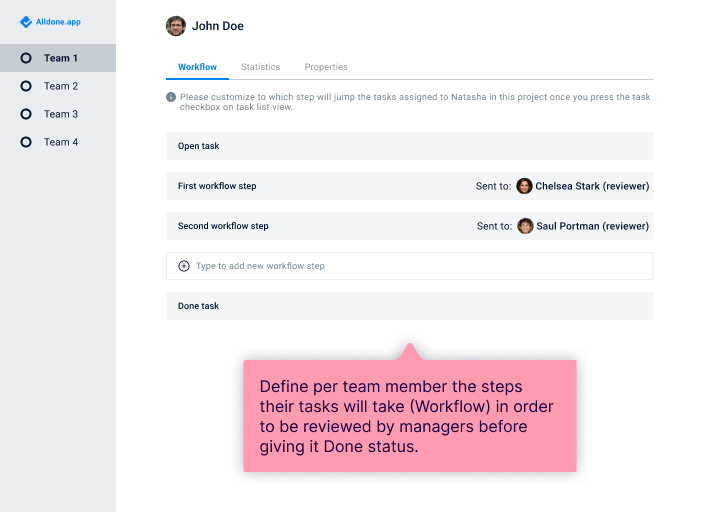 Alldone.app
Team 1
Team 2
Team 3
Team 4
John Doe
Workflow
Statistics
Properties
Please customize to which step will jump the tasks assigned to Natasha in this project once you press the task
checkbox on task list view.
Open task
First workflow step
Sent to: Chelsea Stark (reviewer)
Second workflow step
Sent to: Saul Portman (reviewer)
Type to add new workflow step
Done task
Define per team member the steps
their tasks will take (Workflow) in order
to be reviewed by managers before
giving it Done status.